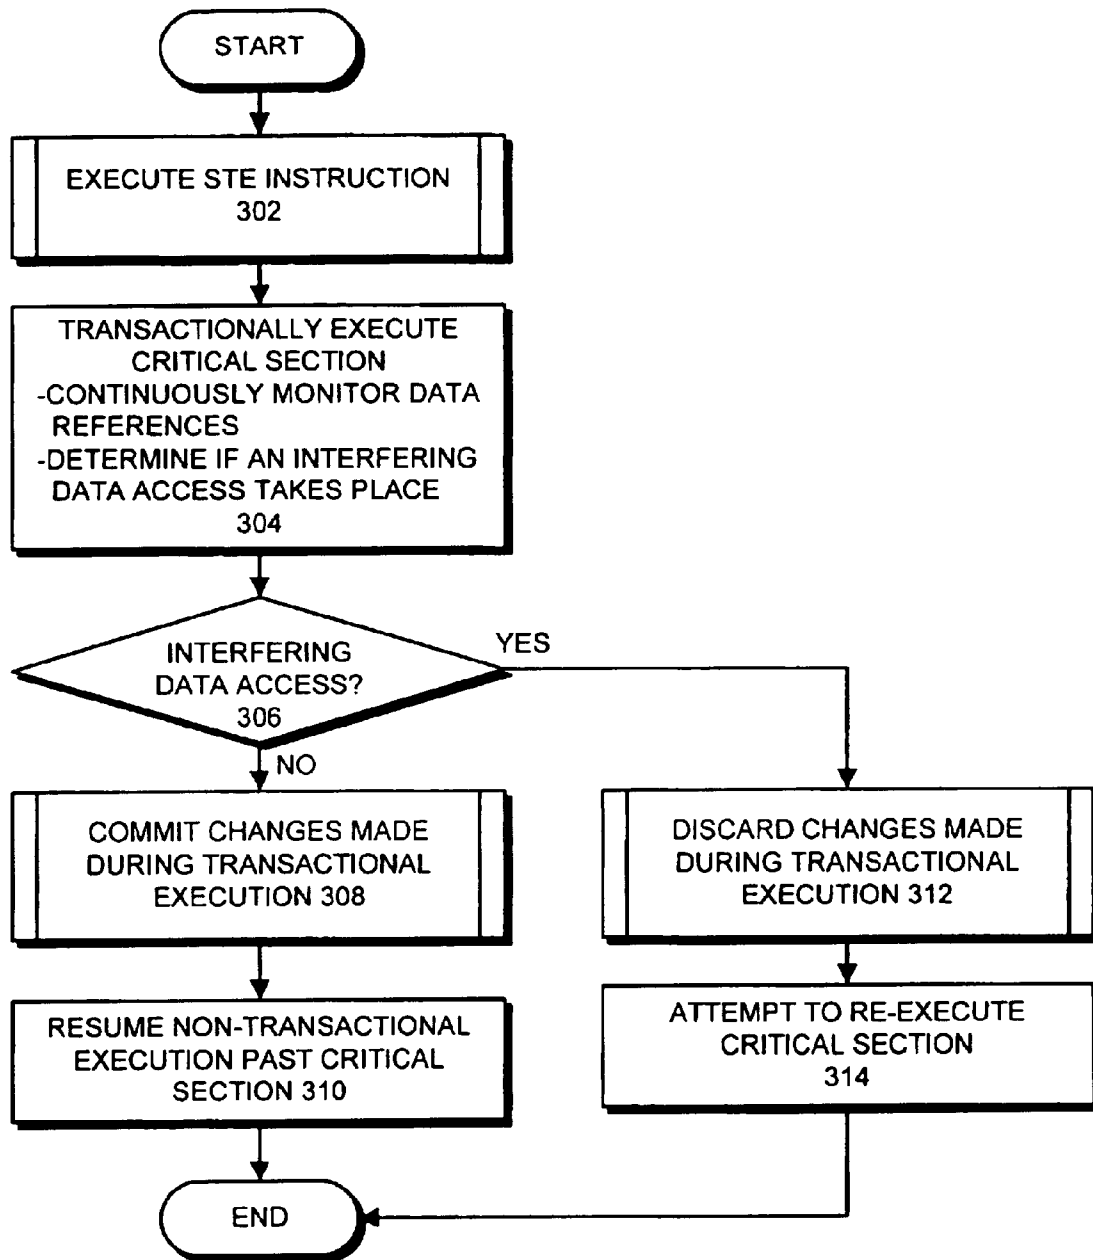 START
EXECUTE STE INSTRUCTION
302
TRANSACTIONALLY EXECUTE
CRITICAL SECTION
-CONTINUOUSLY MONITOR DATA
REFERENCES
-DETERMINE IF AN INTERFERING
DATA ACCESS TAKES PLACE
304
INTERFERING
DATA ACCESS?
306
YES
NO
COMMIT CHANGES MADE
DURING TRANSACTIONAL
EXECUTION 308
DISCARD CHANGES MADE
DURING TRANSACTIONAL
EXECUTION 312
RESUME NON-TRANSACTIONAL
EXECUTION PAST CRITICAL
SECTION 310
ATTEMPT TO RE-EXECUTE
CRITICAL SECTION
314
END